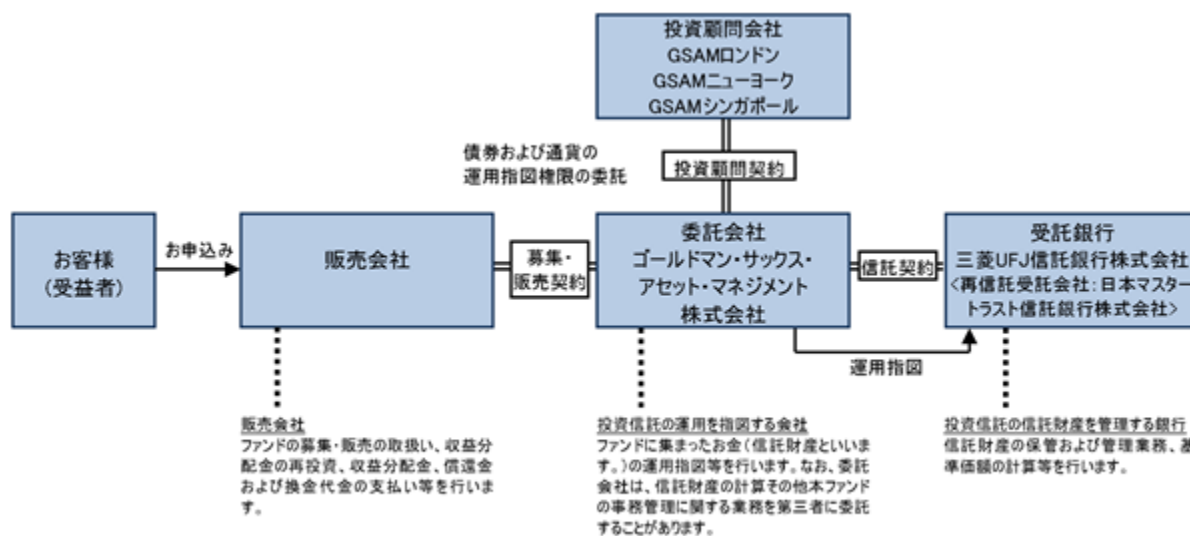 投資顧問会社
GSAMロンドン
GSAMニューヨーク
GSAMシンガポール
債券および通貨の
運用指図権限の委託
投資顧問契約
お客様
(受益者)
お申込み
販売会社
募集・
販売契約
委託会社
ゴールドマン・サックス・
アセット・マネジメント
株式会社
信託契約
受託銀行
三菱UFJ信託銀行株式会社
<再信託受託会社:日本マスター
トラスト信託銀行株式会社>
運用指図
販売会社
ファンドの募集・販売の取扱い、収益分
配金の再投資、収益分配金、償還金
および換金代金の支払い等を行いま
す。
投資信託の運用を指図する会社
ファンドに集まったお金(信託財産といいま
す。)の運用指図等を行います。なお、委託
会社は、信託財産の計算その他本ファンド
の事務管理に関する業務を第三者に委託
することがあります。
投資信託の信託財産を管理する銀行
信託財産の保管および管理業務、基
準価額の計算等を行います。